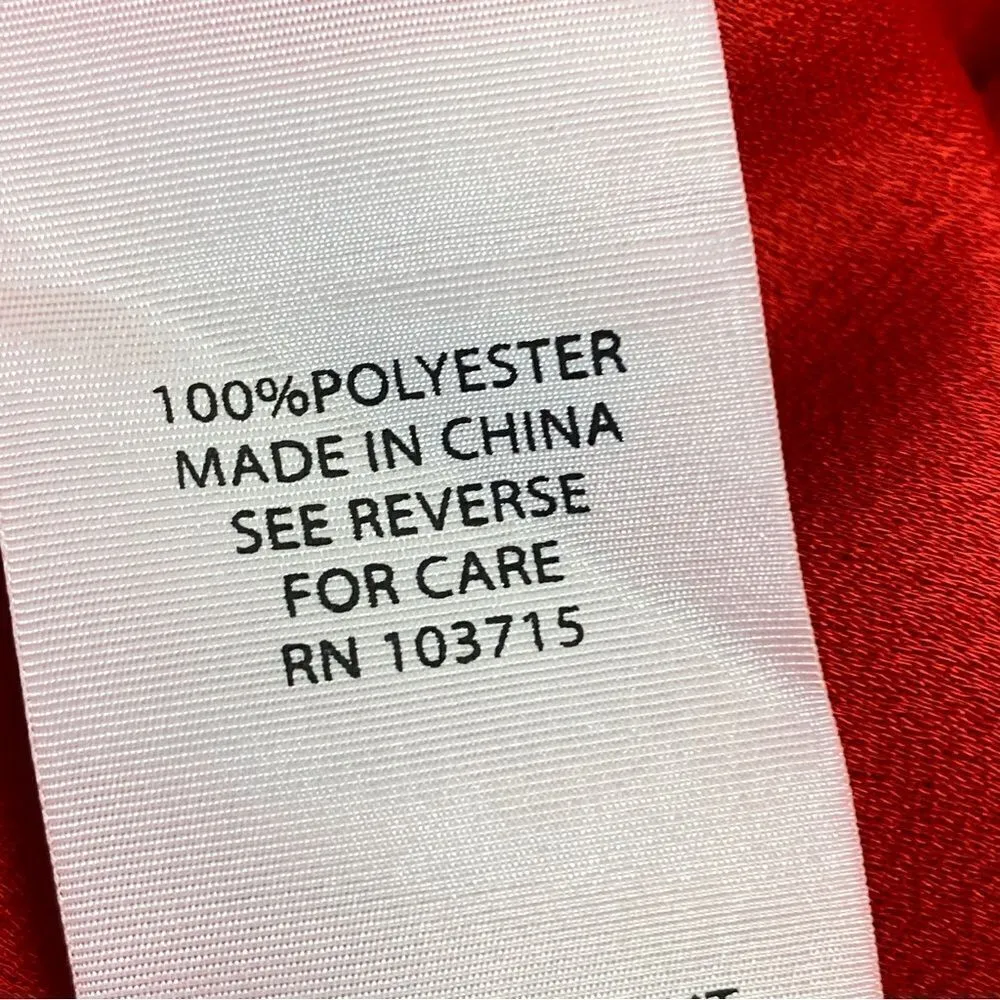 100%POLYESTER
MADE IN CHINA
SEE REVERSE
FOR CARE
RN 103715